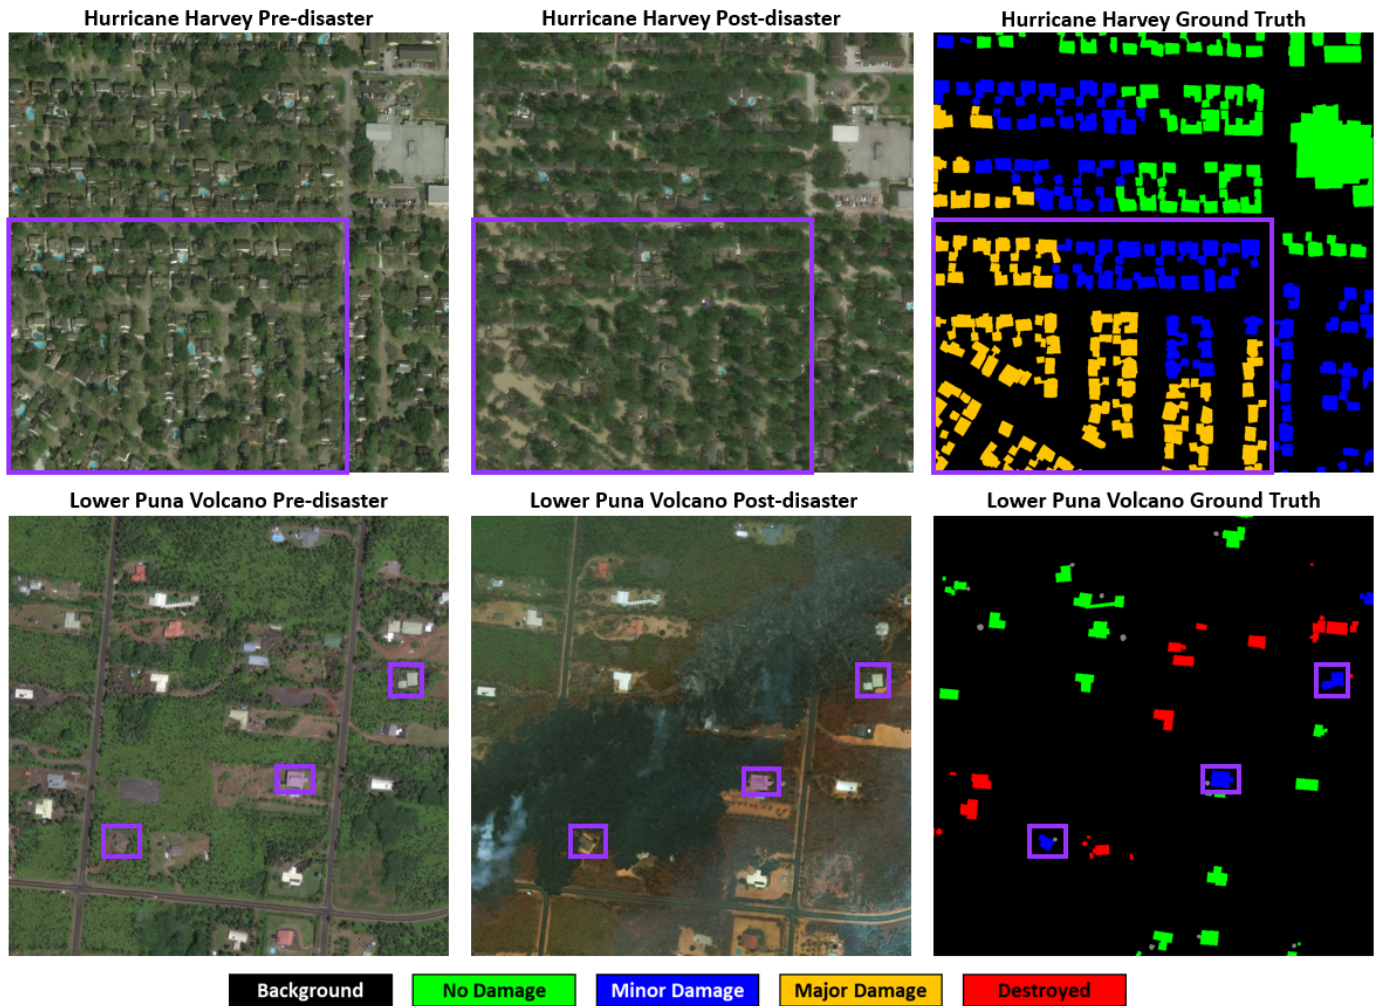 Hurricane Harvey Pre-disaster
Hurricane Harvey Post-disaster
Hurricane Harvey Ground Truth
Lower Puna Volcano Pre-disaster
Lower Puna Volcano Post-disaster
Lower Puna Volcano Ground Truth
Background
No Damage
Minor Damage
Major Damage
Destroyed